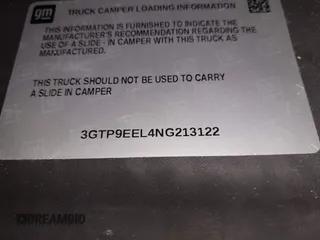 gm
TRUCK CAMPER LOADING INFORMATION
THIS INFORMATION IS FURNISHED TO INDICATE THE
MANUFACTURER'S RECOMMENDATION REGARDING THE
USE OF A SLIDE - IN CAMPER WITH THIS TRUCK AS
MANUFACTURED.
THIS TRUCK SHOULD NOT BE USED TO CARRY
A SLIDE IN CAMPER
3GTP9EEL4NG213122